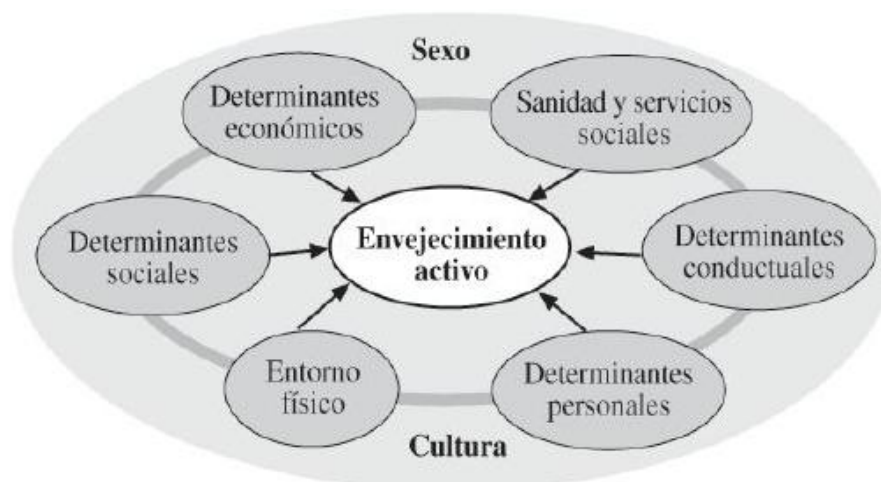 Sexo
Determinantes
económicos
Sanidad y servicios
sociales
Determinantes
sociales
Envejecimiento
activo
Determinantes
conductuales
Entorno
físico
Determinantes
personales
Cultura